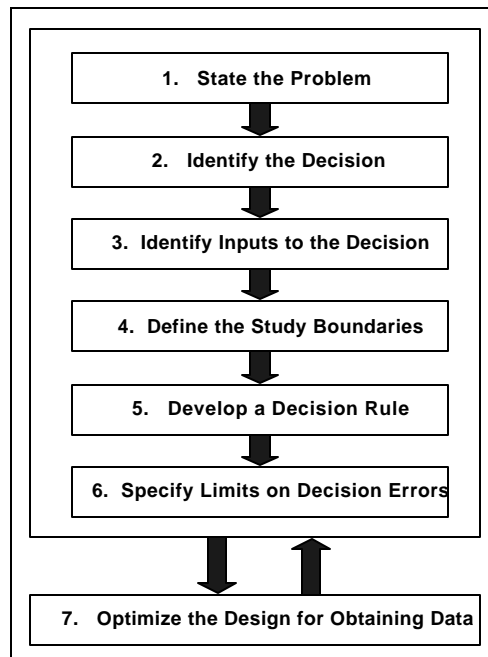 1. State the Problem
2. Identify the Decision
3. Identify Inputs to the Decision
4. Define the Study Boundaries
5. Develop a Decision Rule
6. Specify Limits on Decision Errors
7. Optimize the Design for Obtaining Data